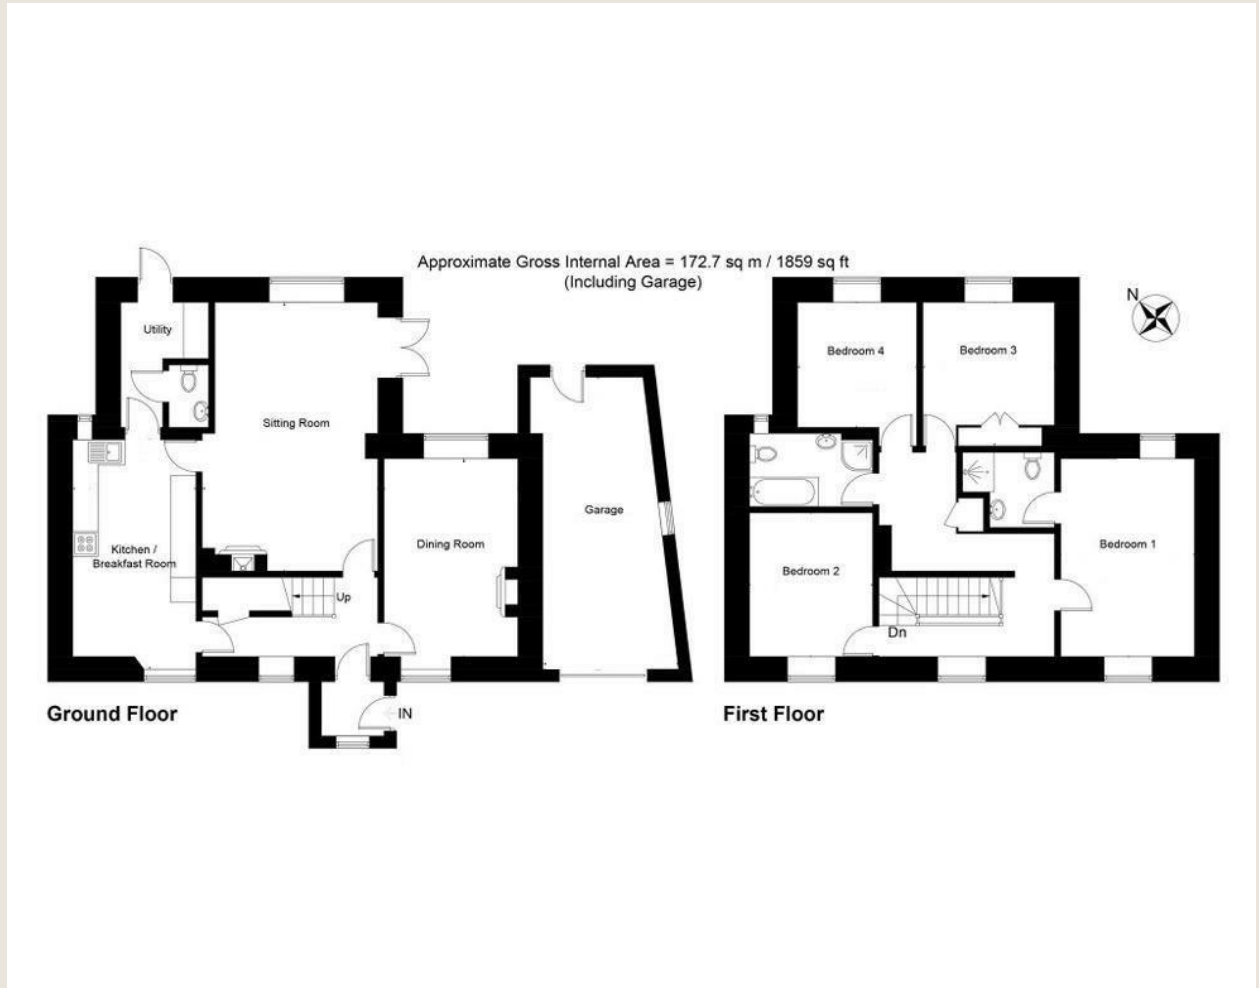 Approximate Gross Internal Area = 172.7 sq m / 1859 sq ft
(Including Garage)
N
Utility
Sitting Room
Kitchen /
Breakfast Room
Up
Dining Room
Garage
IN
Ground Floor
Bedroom 4
Bedroom 3
Bedroom 2
Bedroom 1
Dn
First Floor